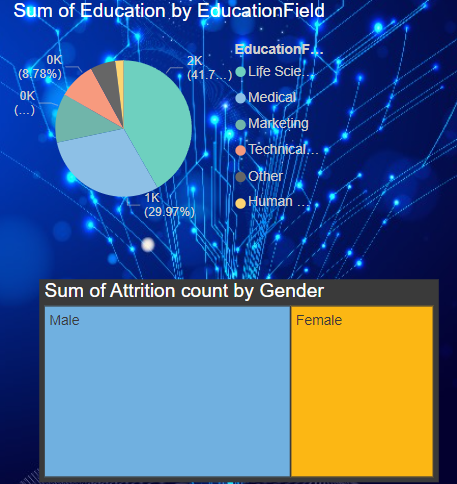 Sum of Education by EducationField
0K
(8.78%)
0K
(...)
2K
(41.7...)
1K
(29.97%)
EducationF...
Life Scie...
Medical
Marketing
Technical...
Other
Human ...
Sum of Attrition count by Gender
Male
Female